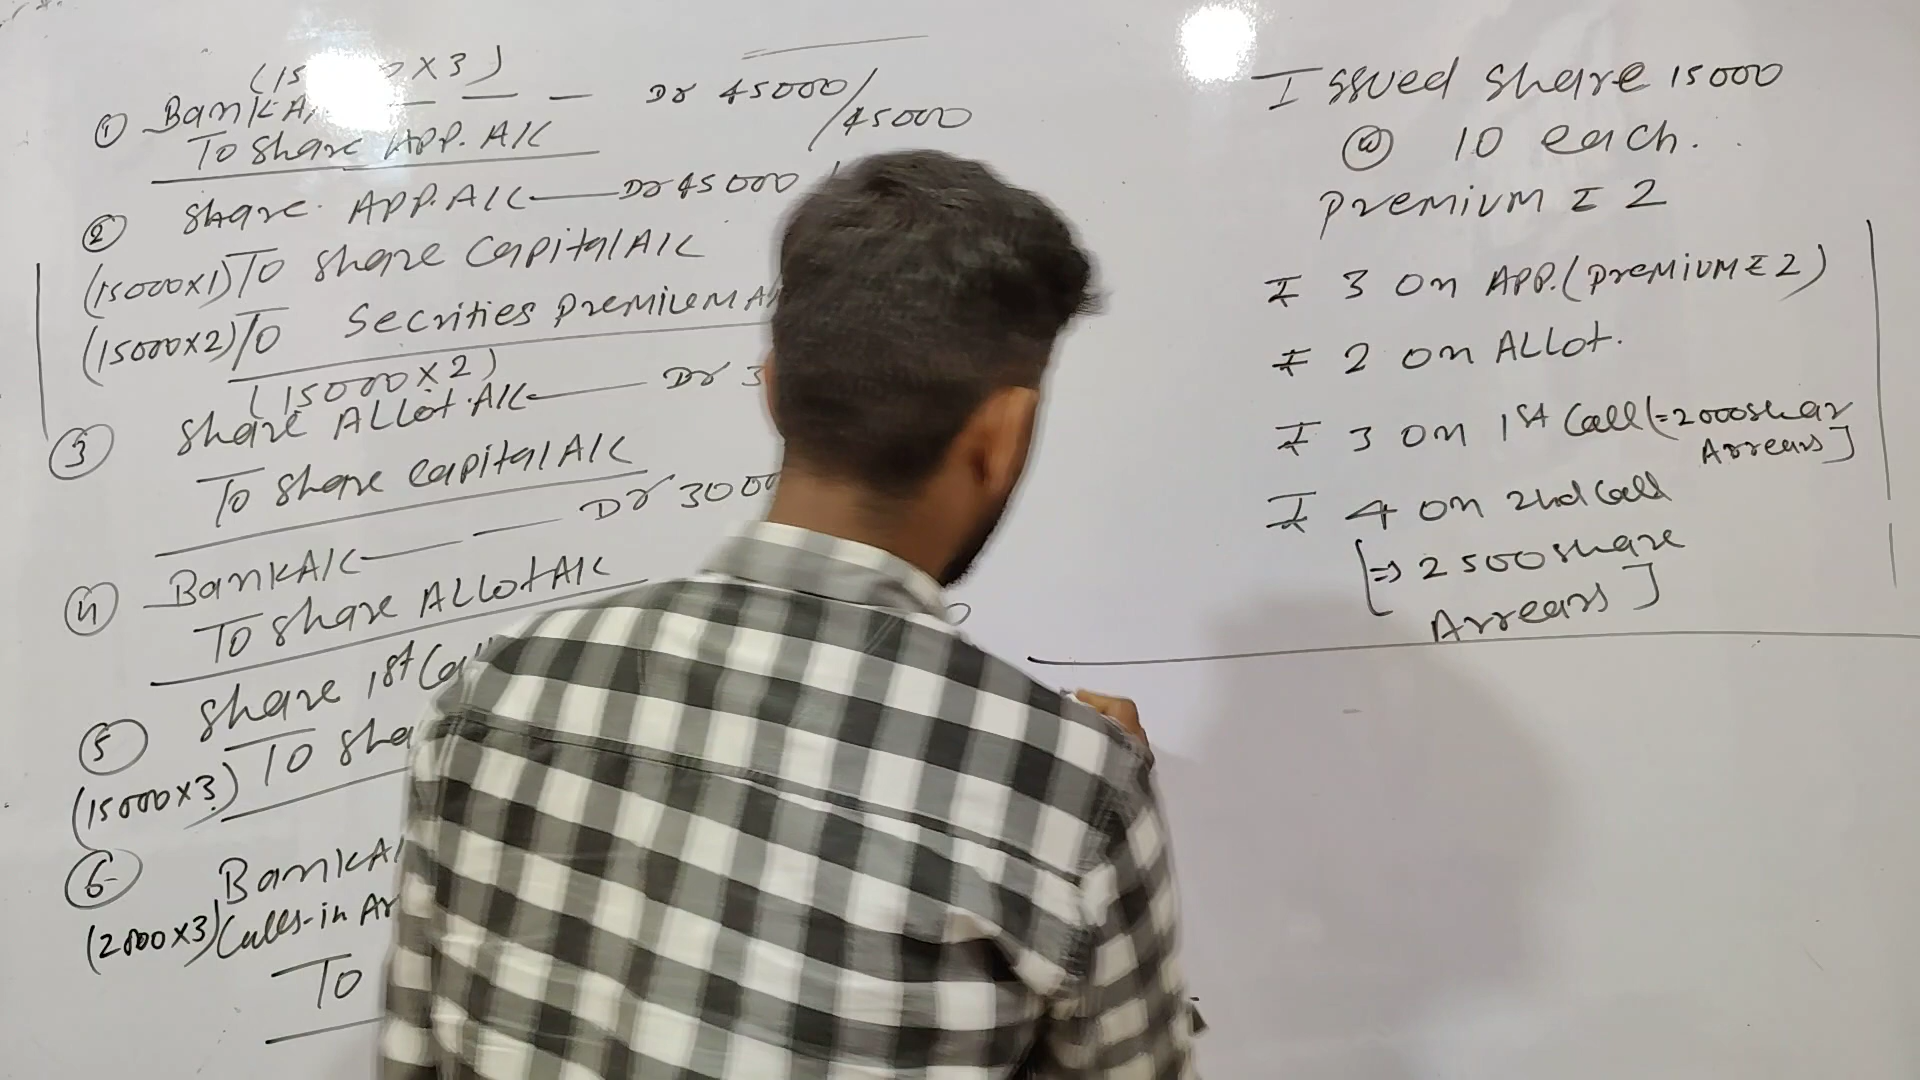 (15 0 X3)
① Bank A/ Dr 45000/
To Share APP. A/C /45000
② Share APP. A/C Dr 45000
(15000X1) To Share Capital A/C
(15000X2) To Secrities Premium A/
(15000X2)
③ Share Allot. A/C Dr 3
To Share Capital A/C
④ Bank A/C Dr 3000
To Share Allot A/C
⑤ Share 1st Ca
(15000X3) To Sha
⑥ Bank A/
(2000X3) Calls-in Ar
To
Issued Share 15000
@ 10 each.
Premium ₹ 2
₹ 3 on APP. (Premium ₹ 2)
₹ 2 on Allot.
₹ 3 on 1st Call [=2000 Shar
Arrears]
₹ 4 on 2nd Call
[⇒ 2500 Share
Arrears]